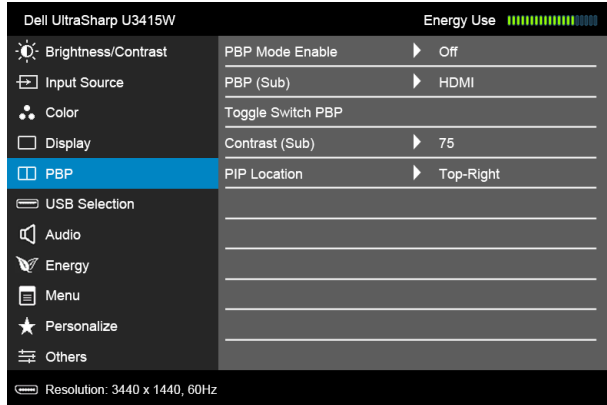 Dell UltraSharp U3415W Energy Use
Brightness/Contrast PBP Mode Enable Off
Input Source PBP (Sub) HDMI
Color Toggle Switch PBP
Display Contrast (Sub) 75
PBP PIP Location Top-Right
USB Selection
Audio
Energy
Menu
Personalize
Others
Resolution: 3440 x 1440, 60Hz